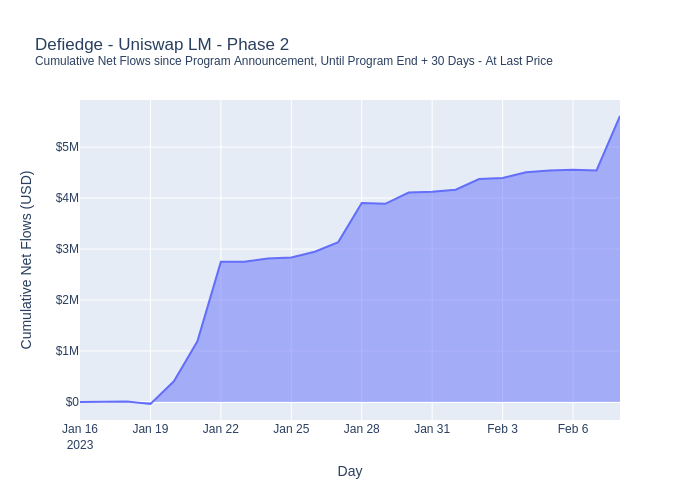 Defiedge - Uniswap LM - Phase 2
Cumulative Net Flows since Program Announcement, Until Program End + 30 Days - At Last Price
Cumulative Net Flows (USD)
$5M
$4M
$3M
$2M
$1M
$0
Jan 16 Jan 19 Jan 22 Jan 25 Jan 28 Jan 31 Feb 3 Feb 6
2023
Day